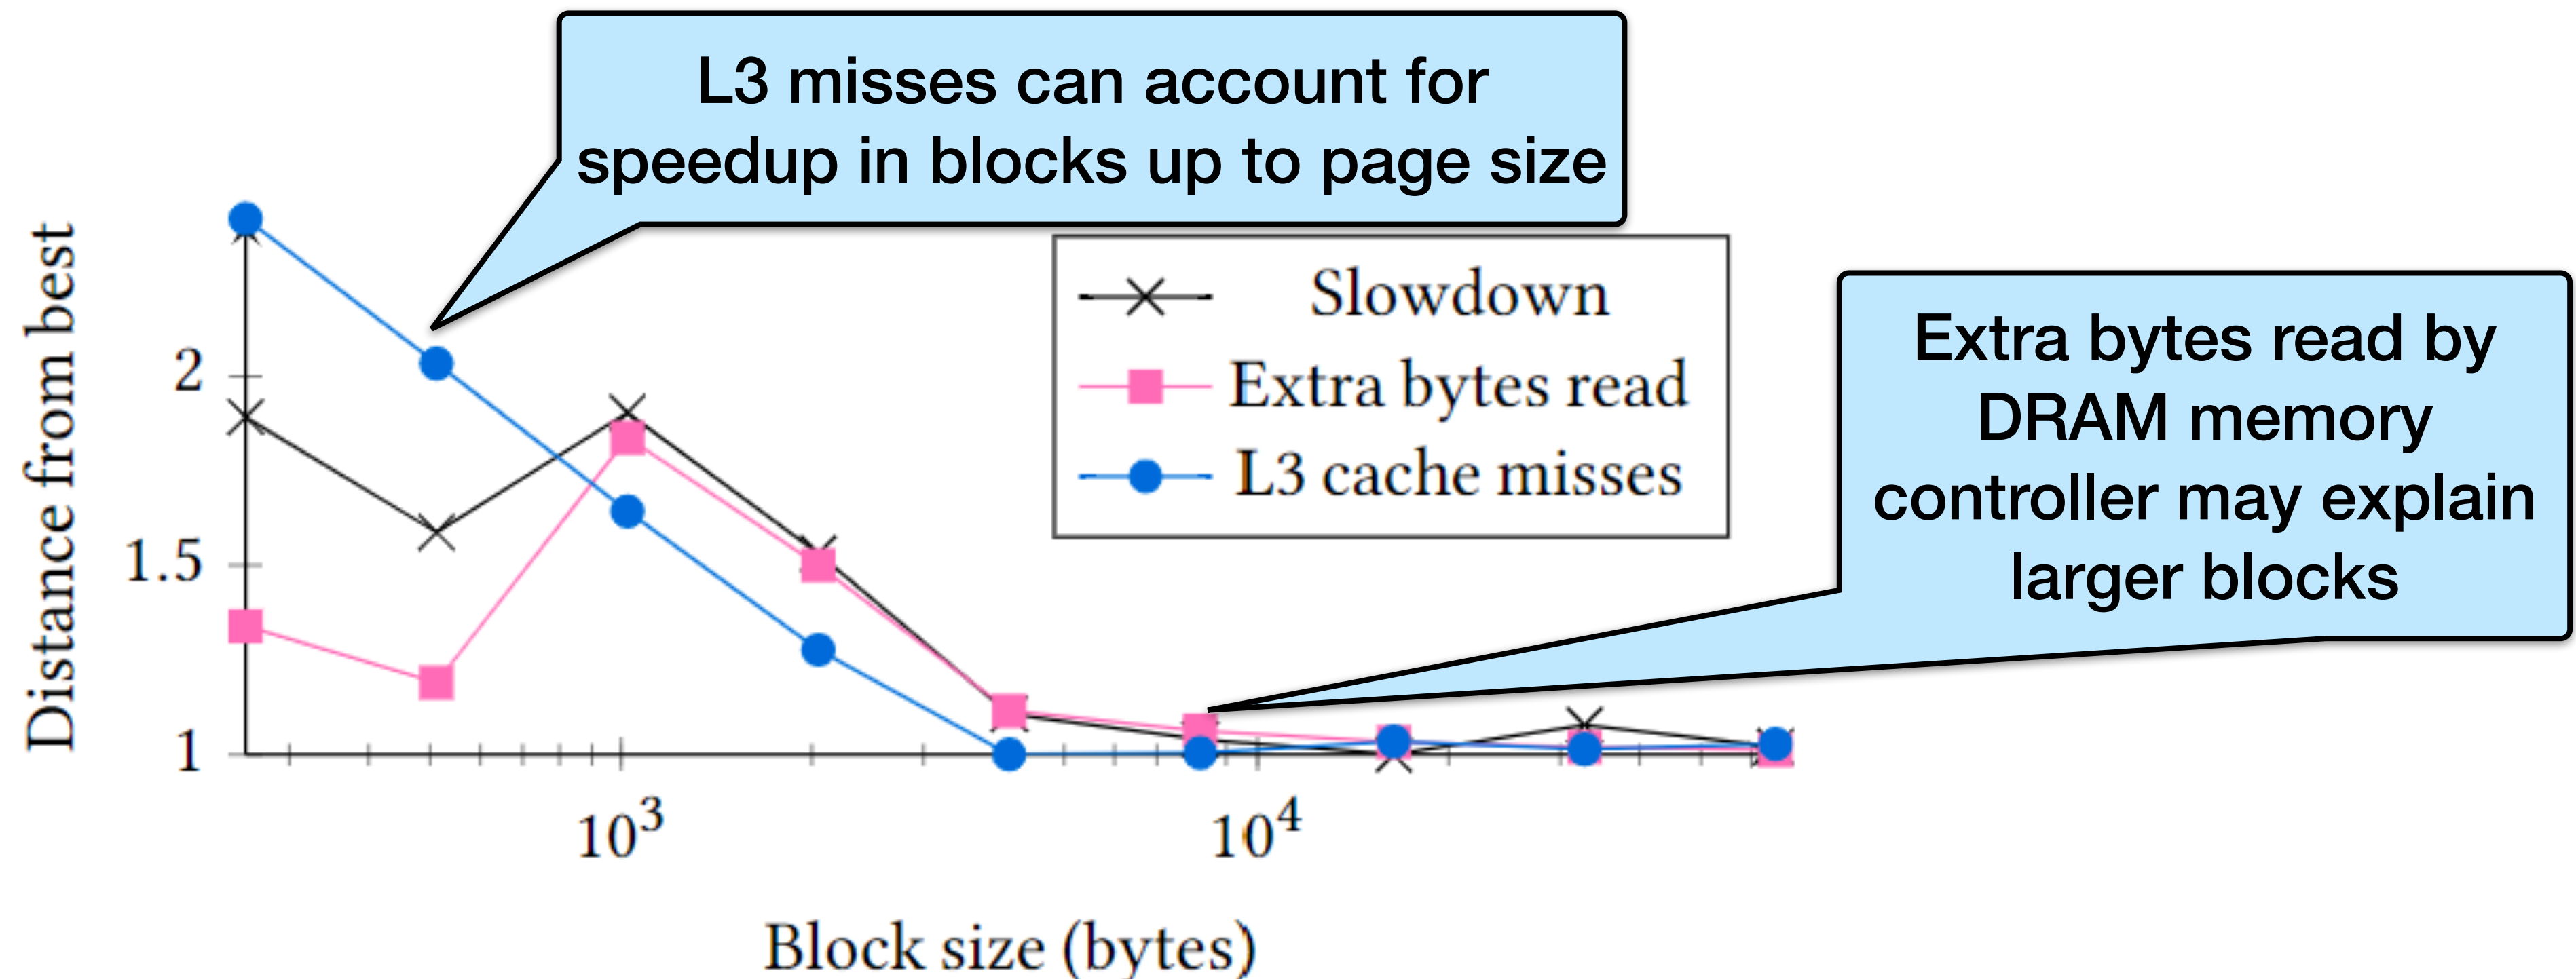 L3 misses can account for
speedup in blocks up to page size
Distance from best
2
1.5
1
Slowdown
Extra bytes read
L3 cache misses
Extra bytes read by
DRAM memory
controller may explain
larger blocks
10³
10⁴
Block size (bytes)